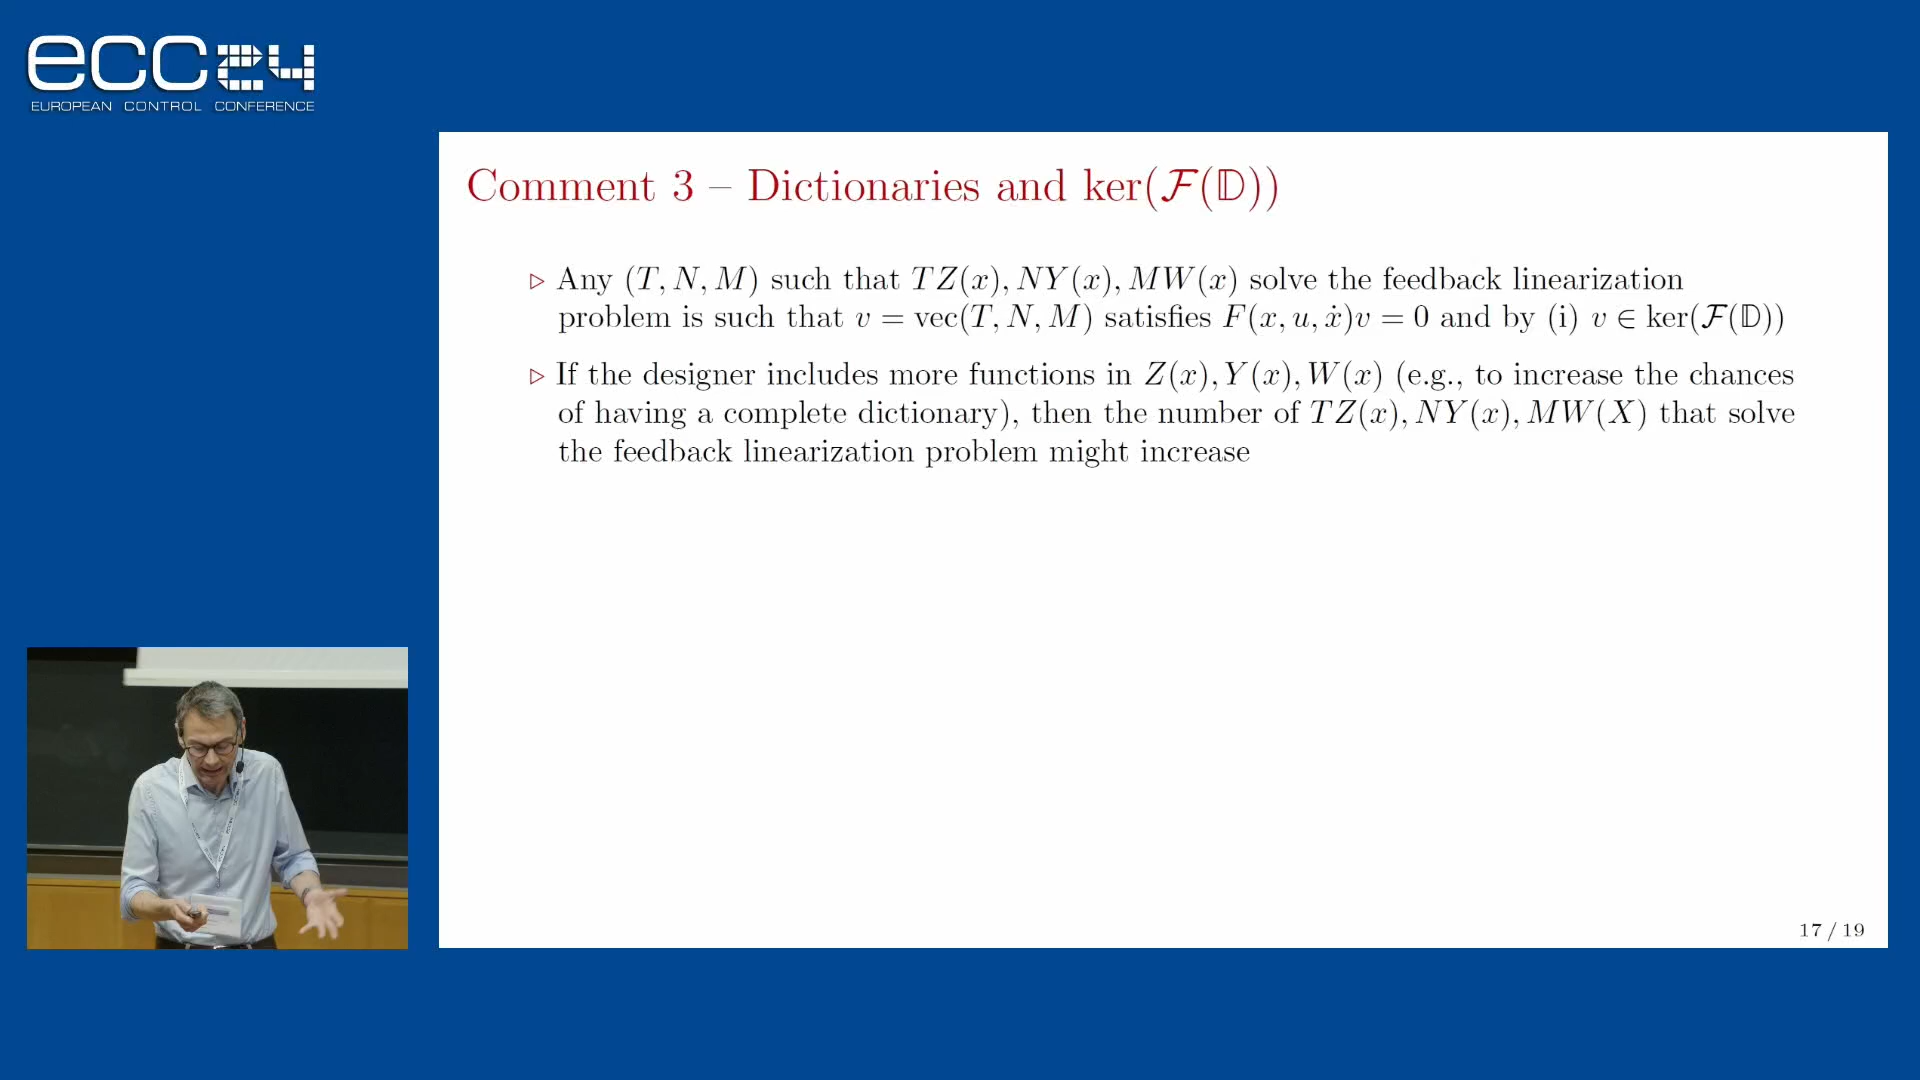 ecc24
EUROPEAN CONTROL CONFERENCE
Comment 3 – Dictionaries and ker(𝓕(𝔻))
▷ Any (T, N, M) such that TZ(x), NY(x), MW(x) solve the feedback linearization
problem is such that v = vec(T, N, M) satisfies F(x, u, ẋ)v = 0 and by (i) v ∈ ker(𝓕(𝔻))
▷ If the designer includes more functions in Z(x), Y(x), W(x) (e.g., to increase the chances
of having a complete dictionary), then the number of TZ(x), NY(x), MW(X) that solve
the feedback linearization problem might increase
17 / 19